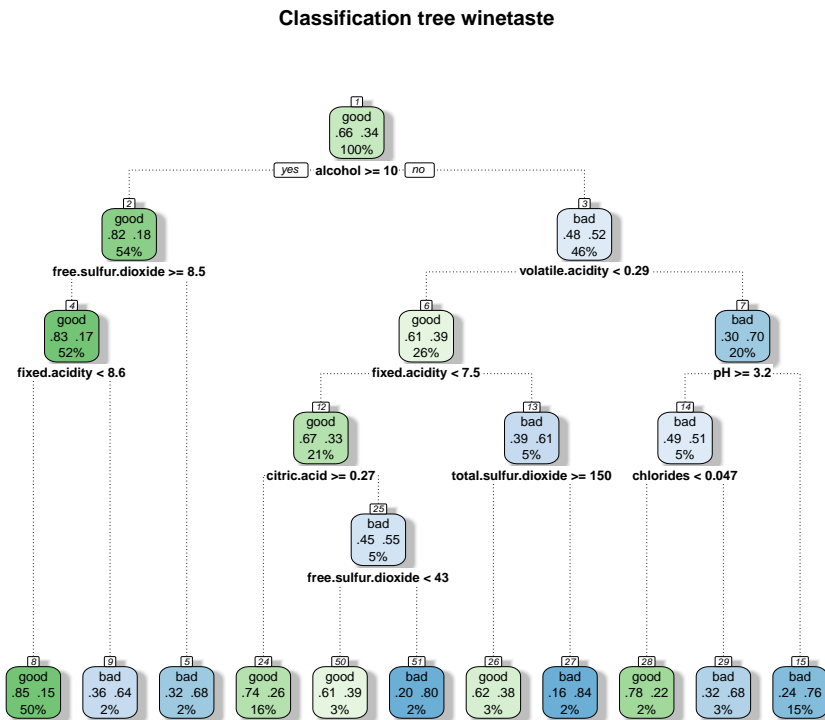 Classification tree winetaste
1
good
.66 .34
100%
yes alcohol >= 10 no
2
good
.82 .18
54%
free.sulfur.dioxide >= 8.5
3
bad
.48 .52
46%
volatile.acidity < 0.29
4
good
.83 .17
52%
fixed.acidity < 8.6
6
good
.61 .39
26%
fixed.acidity < 7.5
7
bad
.30 .70
20%
pH >= 3.2
12
good
.67 .33
21%
citric.acid >= 0.27
13
bad
.39 .61
5%
total.sulfur.dioxide >= 150
14
bad
.49 .51
5%
chlorides < 0.047
25
bad
.45 .55
5%
free.sulfur.dioxide < 43
8
good
.85 .15
50%
9
bad
.36 .64
2%
5
bad
.32 .68
2%
24
good
.74 .26
16%
50
good
.61 .39
3%
51
bad
.20 .80
2%
26
good
.62 .38
3%
27
bad
.16 .84
2%
28
good
.78 .22
2%
29
bad
.32 .68
3%
15
bad
.24 .76
15%